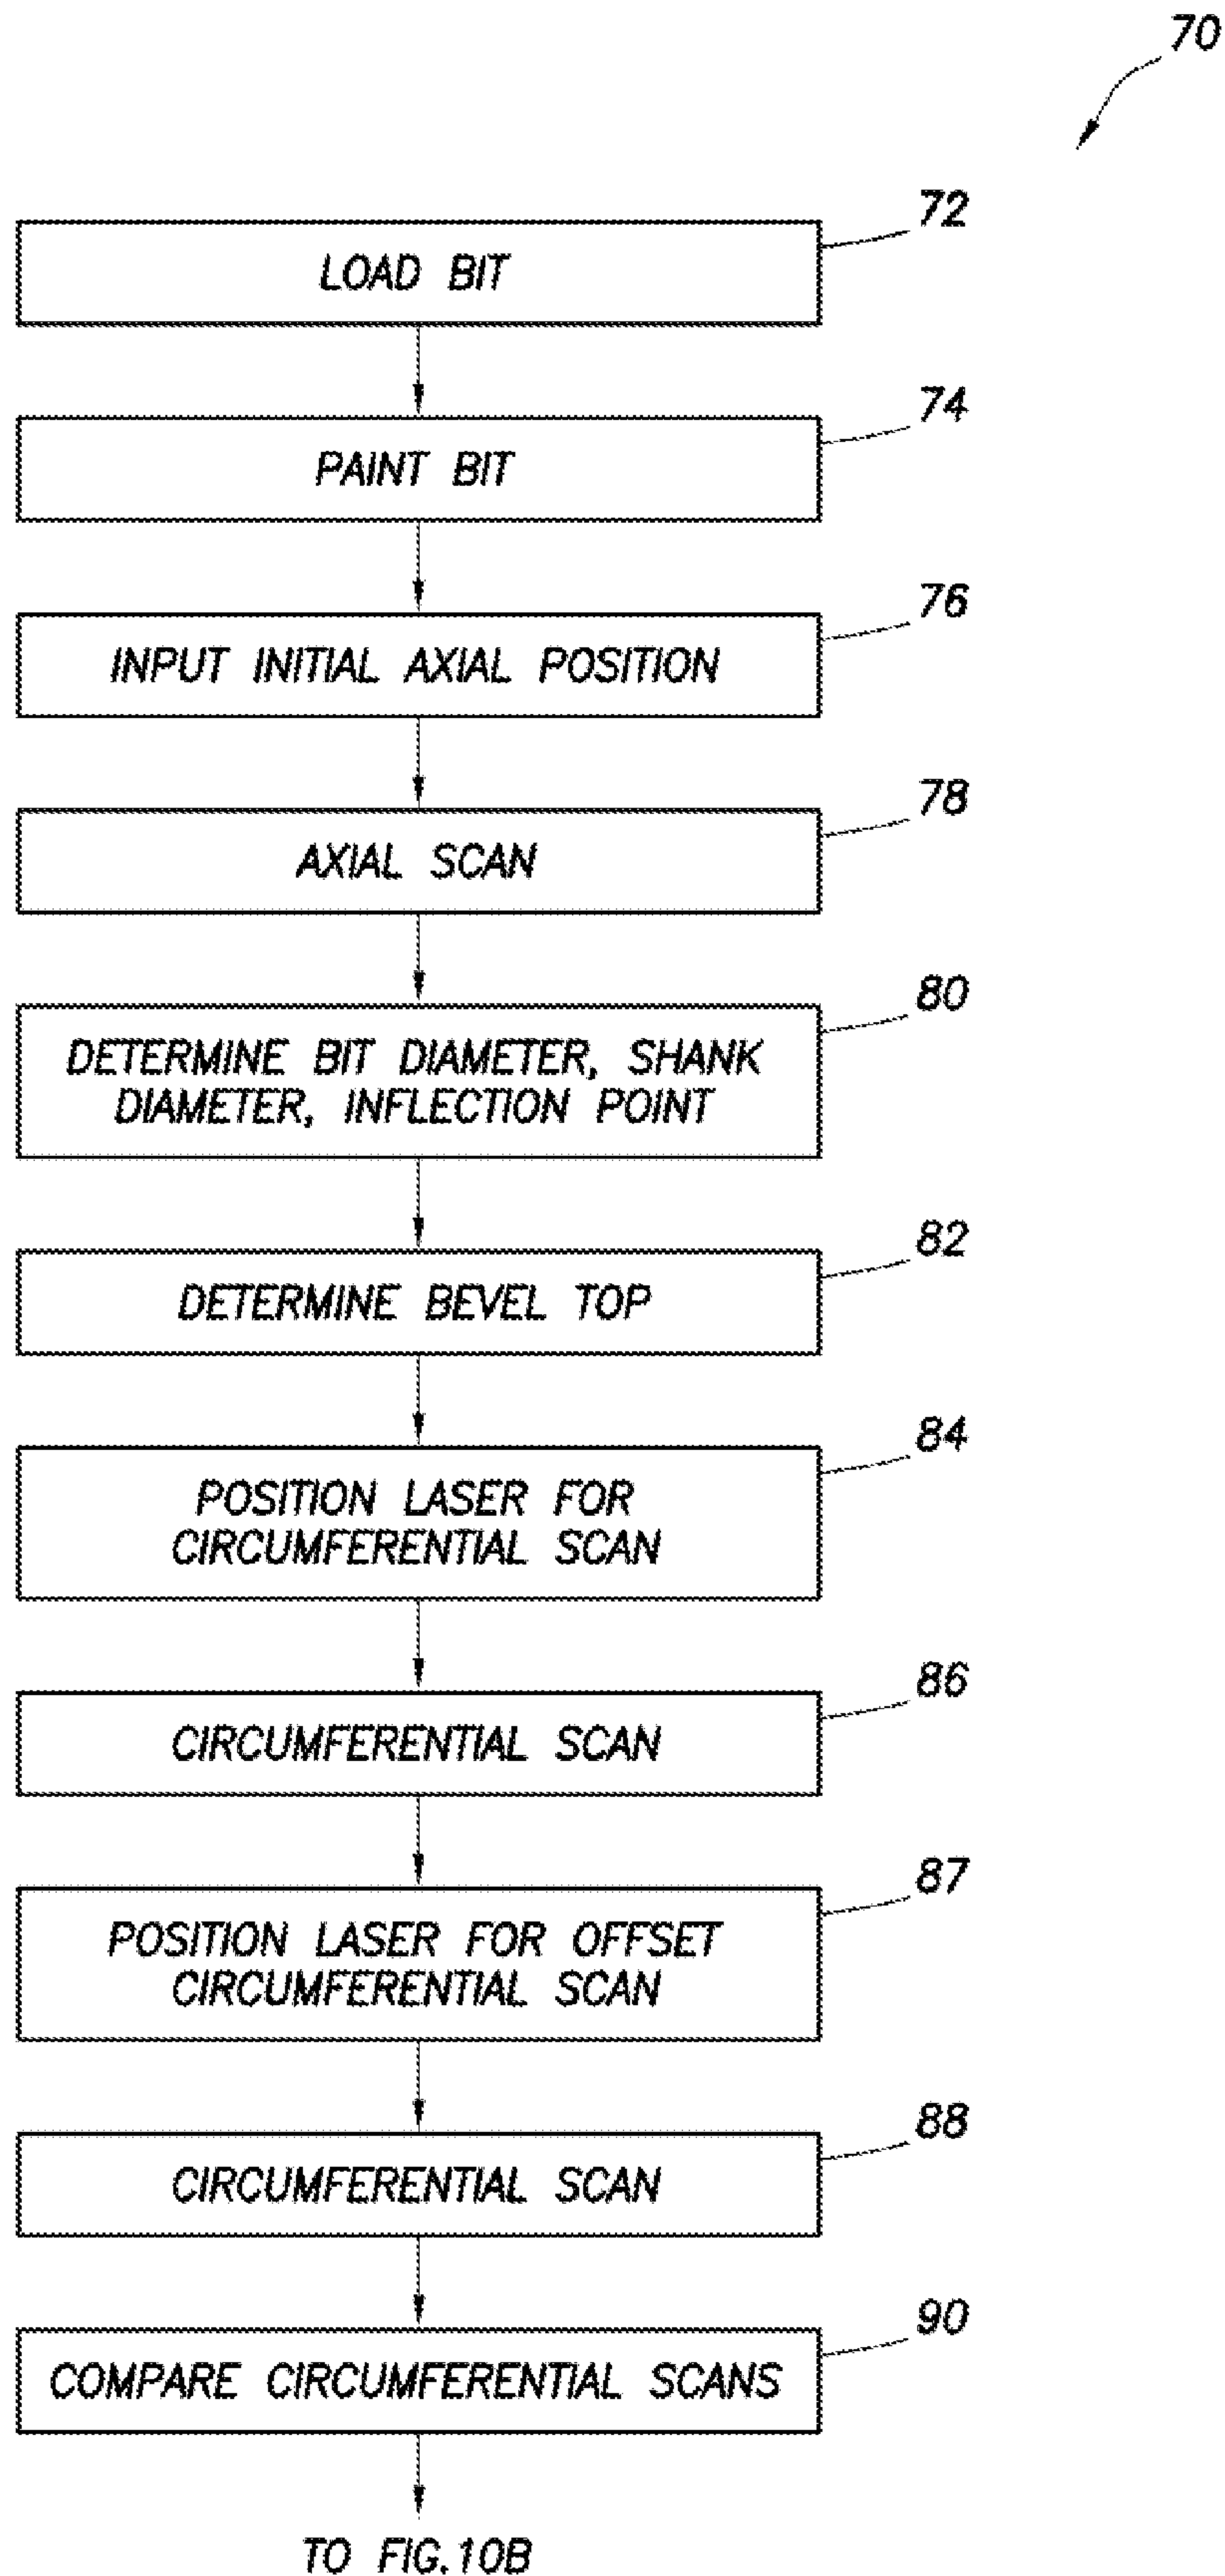 70
72
LOAD BIT
74
PAINT BIT
76
INPUT INITIAL AXIAL POSITION
78
AXIAL SCAN
80
DETERMINE BIT DIAMETER, SHANK
DIAMETER, INFLECTION POINT
82
DETERMINE BEVEL TOP
84
POSITION LASER FOR
CIRCUMFERENTIAL SCAN
86
CIRCUMFERENTIAL SCAN
87
POSITION LASER FOR OFFSET
CIRCUMFERENTIAL SCAN
88
CIRCUMFERENTIAL SCAN
90
COMPARE CIRCUMFERENTIAL SCANS
TO FIG.10B